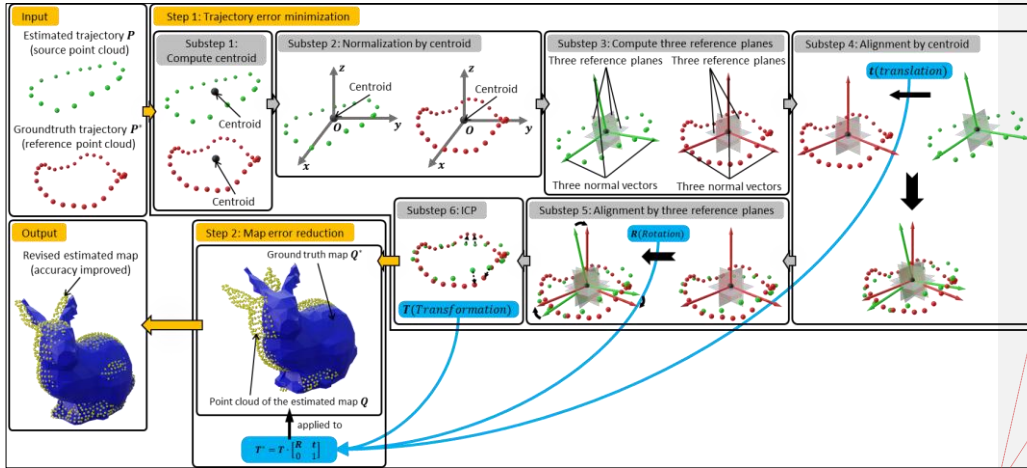 Input
Estimated trajectory P
(source point cloud)
Groundtruth trajectory P*
(reference point cloud)
Step 1: Trajectory error minimization
Substep 1:
Compute centroid
Centroid
Centroid
Substep 2: Normalization by centroid
z
Centroid
O
y
x
z
Centroid
O
y
x
Substep 3: Compute three reference planes
Three reference planes
Three reference planes
Three normal vectors
Three normal vectors
Substep 4: Alignment by centroid
t(translation)
Substep 5: Alignment by three reference planes
R(Rotation)
Substep 6: ICP
T(Transformation)
Step 2: Map error reduction
Ground truth map Q*
Point cloud of the estimated map Q
applied to
T* = T · [R t
0 1]
Output
Revised estimated map
(accuracy improved)